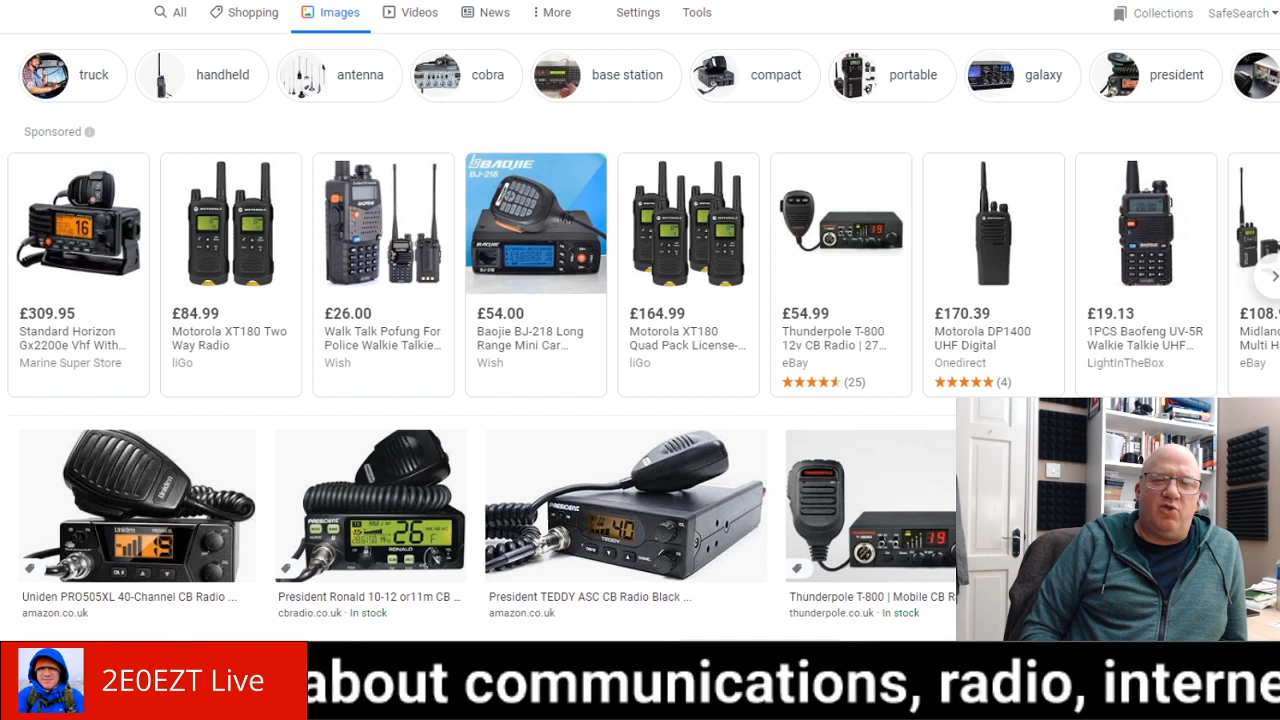 All Shopping Images Videos News More Settings Tools Collections SafeSearch
truck handheld antenna cobra base station compact portable galaxy president
Sponsored
BAOJIE
BJ-218
£309.95 £84.99 £26.00 £54.00 £164.99 £54.99 £170.39 £19.13 £108.
Standard Horizon Motorola XT180 Two Walk Talk Pofung For Baojie BJ-218 Long Motorola XT180 Thunderpole T-800 Motorola DP1400 1PCS Baofeng UV-5R Midlan
Gx2200e Vhf With... Way Radio Police Walkie Talkie... Range Mini Car... Quad Pack License-... 12v CB Radio | 27... UHF Digital Walkie Talkie UHF... Multi H
Marine Super Store liGo Wish Wish liGo eBay Onedirect LightInTheBox eBay
(25) (4)
Uniden PRO505XL 40-Channel CB Radio ... President Ronald 10-12 or11m CB ... President TEDDY ASC CB Radio Black ... Thunderpole T-800 | Mobile CB R
amazon.co.uk cbradio.co.uk · In stock amazon.co.uk thunderpole.co.uk · In stock
2E0EZT Live about communications, radio, interne